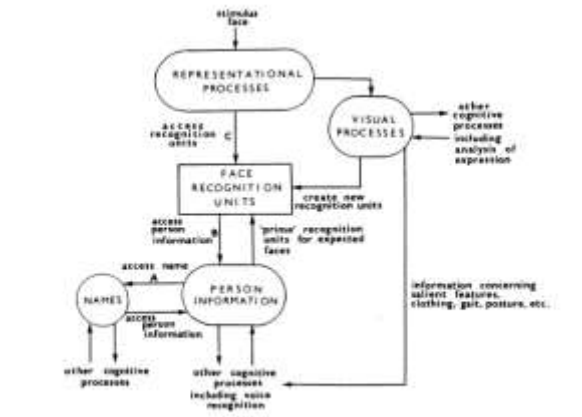 stimulus
face
REPRESENTATIONAL
PROCESSES
VISUAL
PROCESSES
other
cognitive
processes
including
analysis of
expression
access
recognition
units
C
FACE
RECOGNITION
UNITS
create new
recognition units
access
person
information
B
'prime' recognition
units for expected
faces
access name
A
NAMES
PERSON
INFORMATION
access
person
information
information concerning
salient features,
clothing, gait, posture, etc.
other cognitive
processes
other cognitive
processes
including voice
recognition